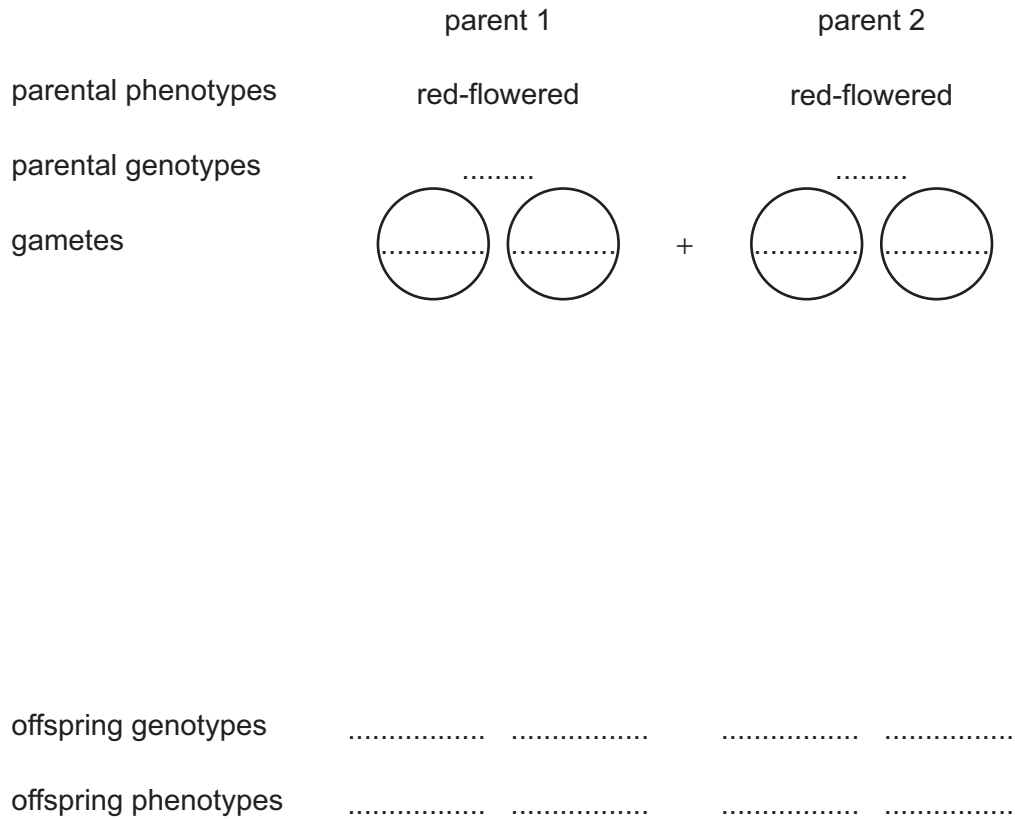 parent 1 parent 2
parental phenotypes red-flowered red-flowered
parental genotypes ......... .........
gametes ............. ............. + ............. .............
offspring genotypes ................. ................. ................. ................
offspring phenotypes ................. ................. ................. ................